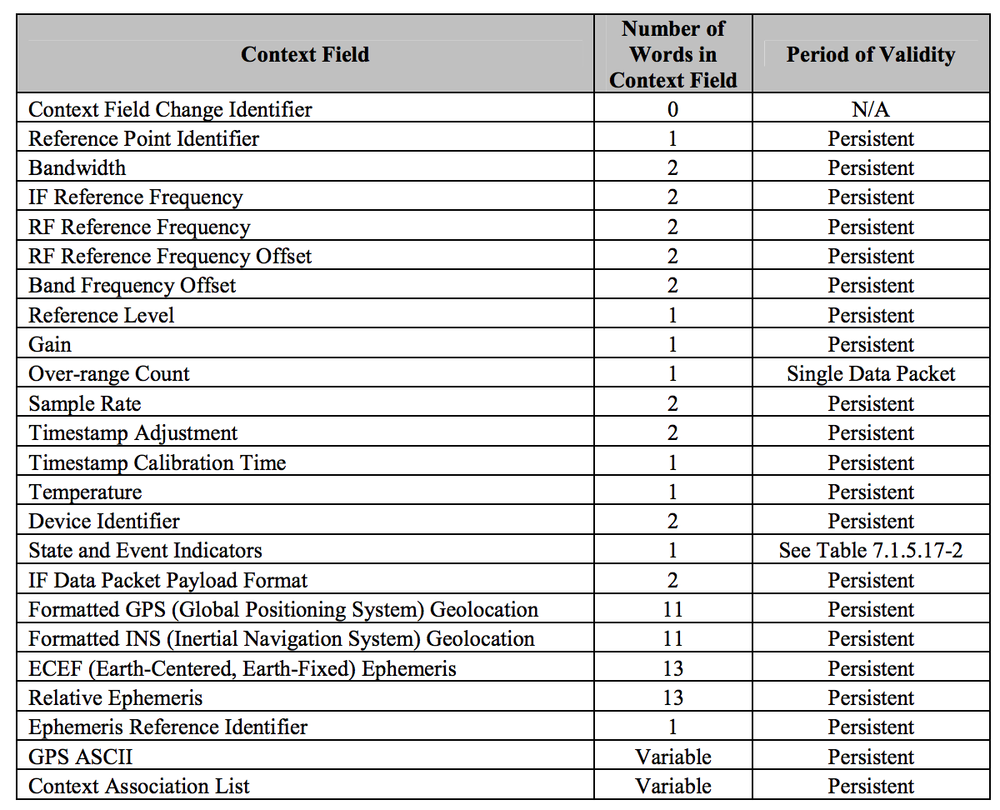 Context Field | Number of Words in Context Field | Period of Validity
Context Field Change Identifier | 0 | N/A
Reference Point Identifier | 1 | Persistent
Bandwidth | 2 | Persistent
IF Reference Frequency | 2 | Persistent
RF Reference Frequency | 2 | Persistent
RF Reference Frequency Offset | 2 | Persistent
Band Frequency Offset | 2 | Persistent
Reference Level | 1 | Persistent
Gain | 1 | Persistent
Over-range Count | 1 | Single Data Packet
Sample Rate | 2 | Persistent
Timestamp Adjustment | 2 | Persistent
Timestamp Calibration Time | 1 | Persistent
Temperature | 1 | Persistent
Device Identifier | 2 | Persistent
State and Event Indicators | 1 | See Table 7.1.5.17-2
IF Data Packet Payload Format | 2 | Persistent
Formatted GPS (Global Positioning System) Geolocation | 11 | Persistent
Formatted INS (Inertial Navigation System) Geolocation | 11 | Persistent
ECEF (Earth-Centered, Earth-Fixed) Ephemeris | 13 | Persistent
Relative Ephemeris | 13 | Persistent
Ephemeris Reference Identifier | 1 | Persistent
GPS ASCII | Variable | Persistent
Context Association List | Variable | Persistent